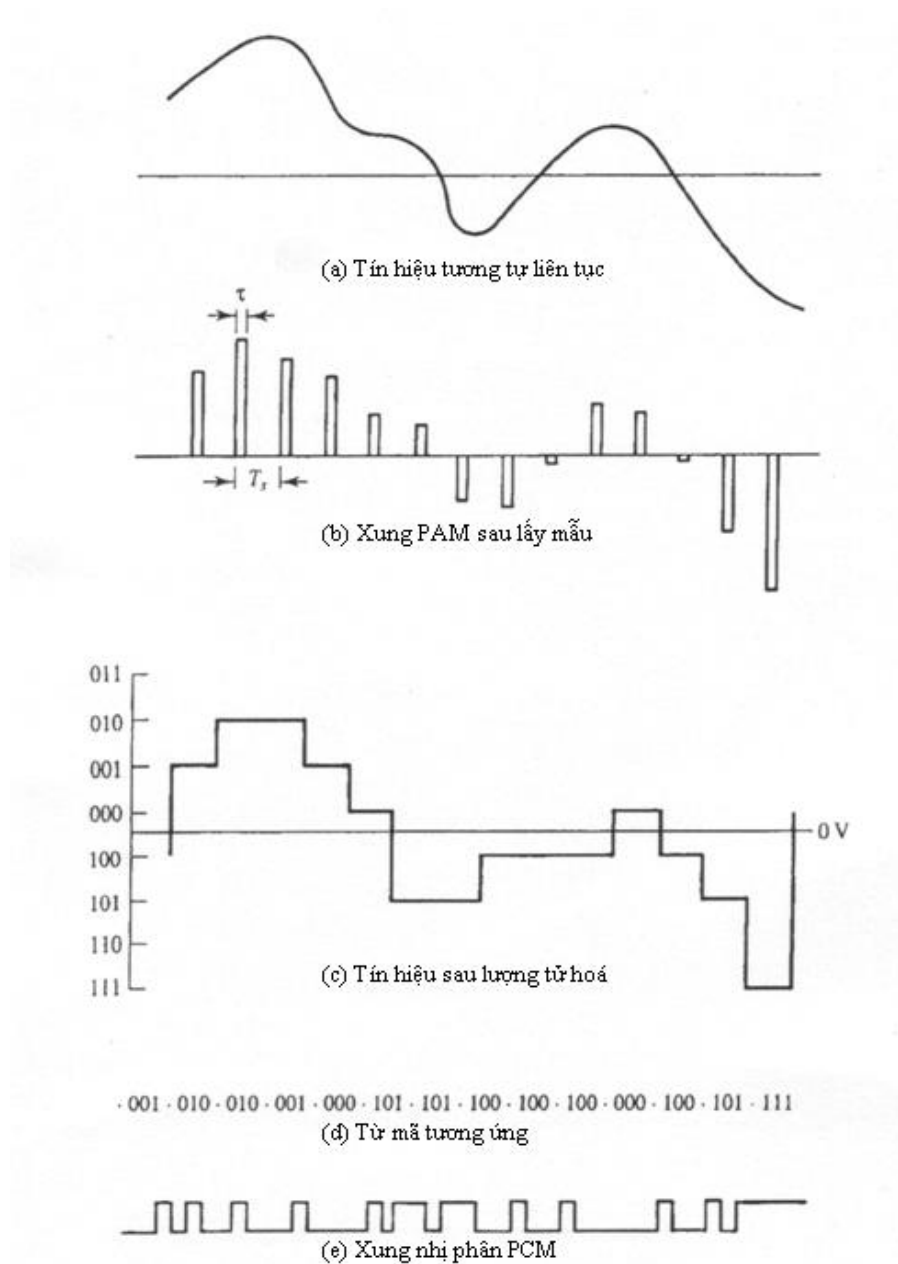 (a) Tín hiệu tương tự liên tục
τ
T_s
(b) Xung PAM sau lấy mẫu
011
010
001
000
0 V
100
101
110
111
(c) Tín hiệu sau lượng tử hoá
· 001 · 010 · 010 · 001 · 000 · 101 · 101 · 100 · 100 · 100 · 000 · 100 · 101 · 111
(d) Từ mã tương ứng
(e) Xung nhị phân PCM